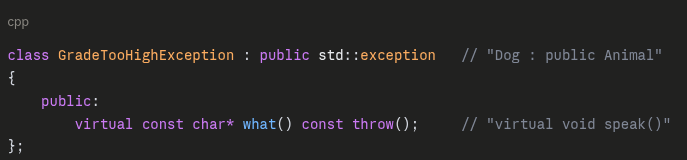 cpp
class GradeTooHighException : public std::exception   // "Dog : public Animal"
{
    public:
        virtual const char* what() const throw();     // "virtual void speak()"
};